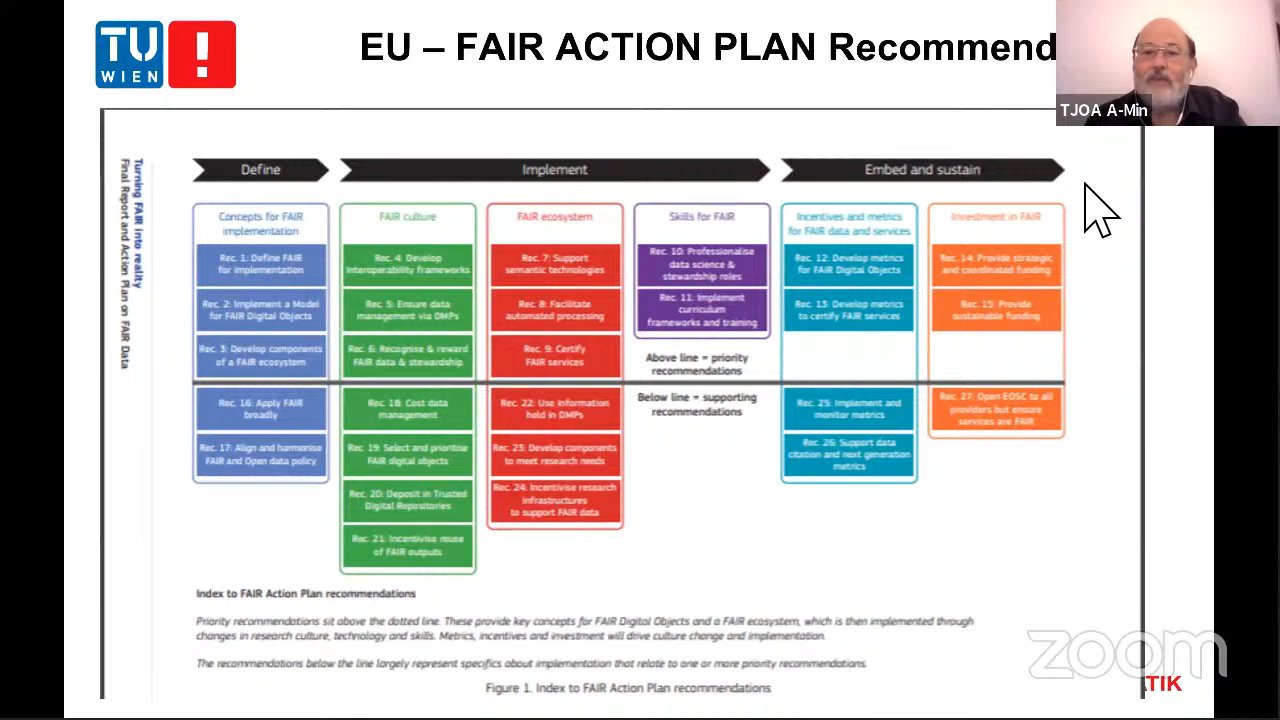 TU
WIEN
!
EU – FAIR ACTION PLAN Recommend
TJOA A-Min
Turning FAIR into reality
Final Report and Action Plan on FAIR Data
Define
Implement
Embed and sustain
Concepts for FAIR
implementation
Rec. 1: Define FAIR
for implementation
Rec. 2: Implement a Model
for FAIR Digital Objects
Rec. 3: Develop components
of a FAIR ecosystem
Rec. 16: Apply FAIR
broadly
Rec. 17: Align and harmonise
FAIR and Open data policy
FAIR culture
Rec. 4: Develop
Interoperability frameworks
Rec. 5: Ensure data
management via DMPs
Rec. 6: Recognise & reward
FAIR data & stewardship
Rec. 18: Cost data
management
Rec. 19: Select and prioritise
FAIR digital objects
Rec. 20: Deposit in Trusted
Digital Repositories
Rec. 21: Incentivise reuse
of FAIR outputs
FAIR ecosystem
Rec. 7: Support
semantic technologies
Rec. 8: Facilitate
automated processing
Rec. 9: Certify
FAIR services
Rec. 22: Use information
held in DMPs
Rec. 23: Develop components
to meet research needs
Rec. 24: Incentivise research
infrastructures
to support FAIR data
Skills for FAIR
Rec. 10: Professionalise
data science &
stewardship roles
Rec. 11: Implement
curriculum
frameworks and training
Above line = priority
recommendations
Below line = supporting
recommendations
Incentives and metrics
for FAIR data and services
Rec. 12: Develop metrics
for FAIR Digital Objects
Rec. 13: Develop metrics
to certify FAIR services
Rec. 25: Implement and
monitor metrics
Rec. 26: Support data
citation and next generation
metrics
Investment in FAIR
Rec. 14: Provide strategic
and coordinated funding
Rec. 15: Provide
sustainable funding
Rec. 27: Open EOSC to all
providers but ensure
services are FAIR
Index to FAIR Action Plan recommendations
Priority recommendations sit above the dotted line. These provide key concepts for FAIR Digital Objects and a FAIR ecosystem, which is then implemented through
changes in research culture, technology and skills. Metrics, incentives and investment will drive culture change and implementation.
The recommendations below the line largely represent specifics about implementation that relate to one or more priority recommendations.
Figure 1. Index to FAIR Action Plan recommendations
zoom
TIK